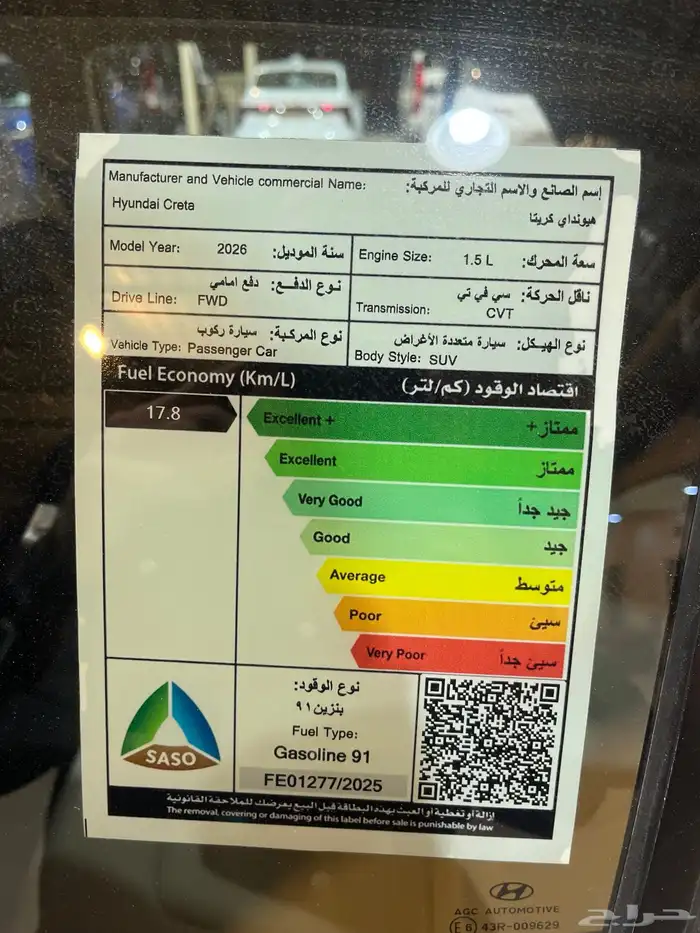 Manufacturer and Vehicle commercial Name: إسم الصانع والاسم التجاري للمركبة:
Hyundai Creta هيونداي كريتا
Model Year: 2026 سنة الموديل:
Engine Size: 1.5 L سعة المحرك:
نوع الدفع: دفع امامي
Drive Line: FWD
ناقل الحركة: سي في تي
Transmission: CVT
نوع المركبة: سيارة ركوب
Vehicle Type: Passenger Car
نوع الهيكل: سيارة متعددة الأغراض
Body Style: SUV
Fuel Economy (Km/L) اقتصاد الوقود (كم/لتر)
17.8
Excellent + ممتاز+
Excellent ممتاز
Very Good جيد جداً
Good جيد
Average متوسط
Poor سيئ
Very Poor سيئ جداً
SASO
نوع الوقود:
بنزين ٩١
Fuel Type:
Gasoline 91
FE01277/2025
إزالة أو تغطية أو العبث بهذه البطاقة قبل البيع يعرضك للملاحقة القانونية
The removal, covering or damaging of this label before sale is punishable by law
AGC AUTOMOTIVE
E 6 43R-009629
حراج